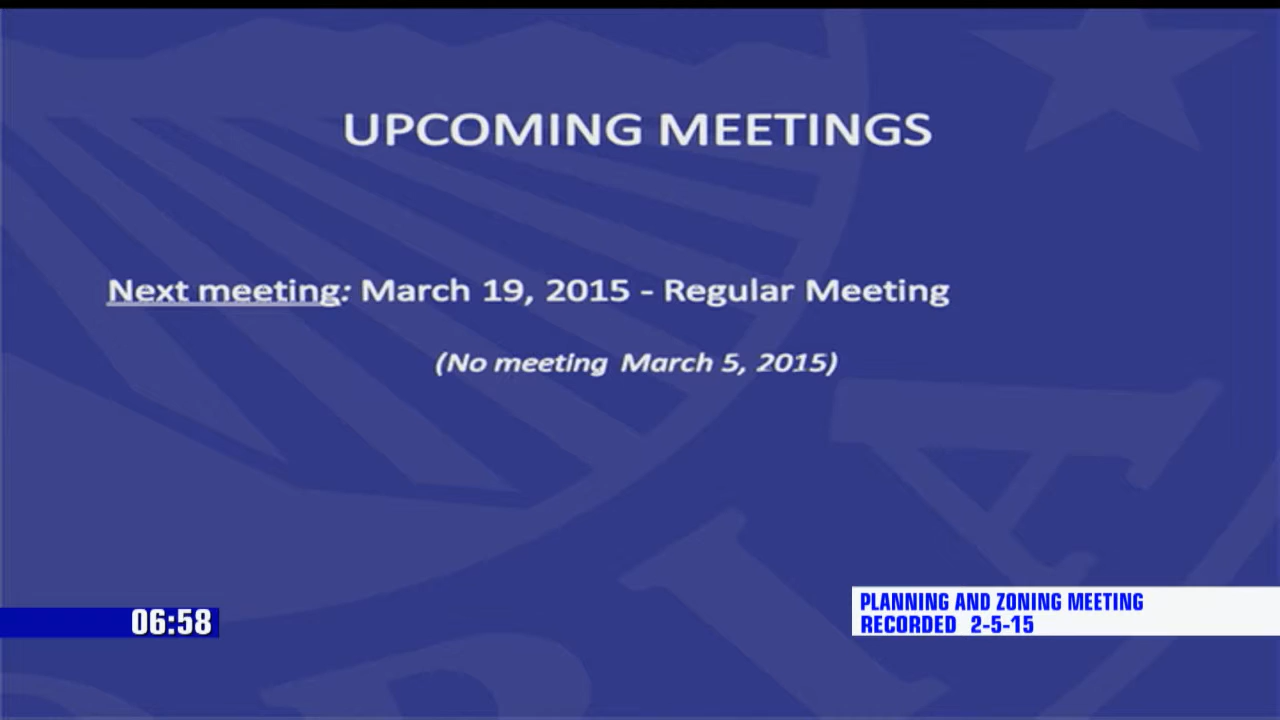 UPCOMING MEETINGS
Next meeting: March 19, 2015 - Regular Meeting
(No meeting March 5, 2015)
06:58
PLANNING AND ZONING MEETING
RECORDED 2-5-15